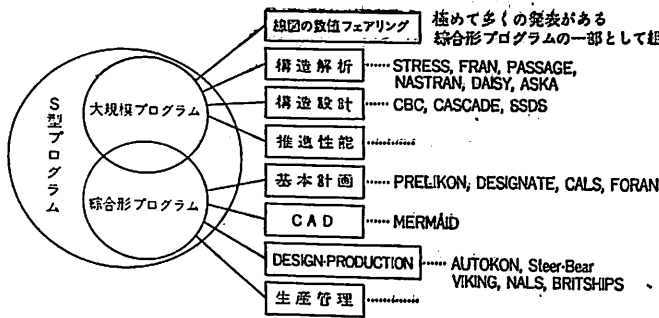 S型プログラム
大規模プログラム
綜合形プログラム
線図の数値フェアリング
極めて多くの発表がある
綜合形プログラムの一部として組
構造解析 …… STRESS, FRAN, PASSAGE,
NASTRAN, DAISY, ASKA
構造設計 …… CBC, CASCADE, SSDS
推進性能 …………
基本計画 …… PRELIKON, DESIGNATE, CALS, FORAN
CAD …… MERMAID
DESIGN-PRODUCTION …… AUTOKON, Steer-Bear
VIKING, NALS, BRITSHIPS
生産管理 …………